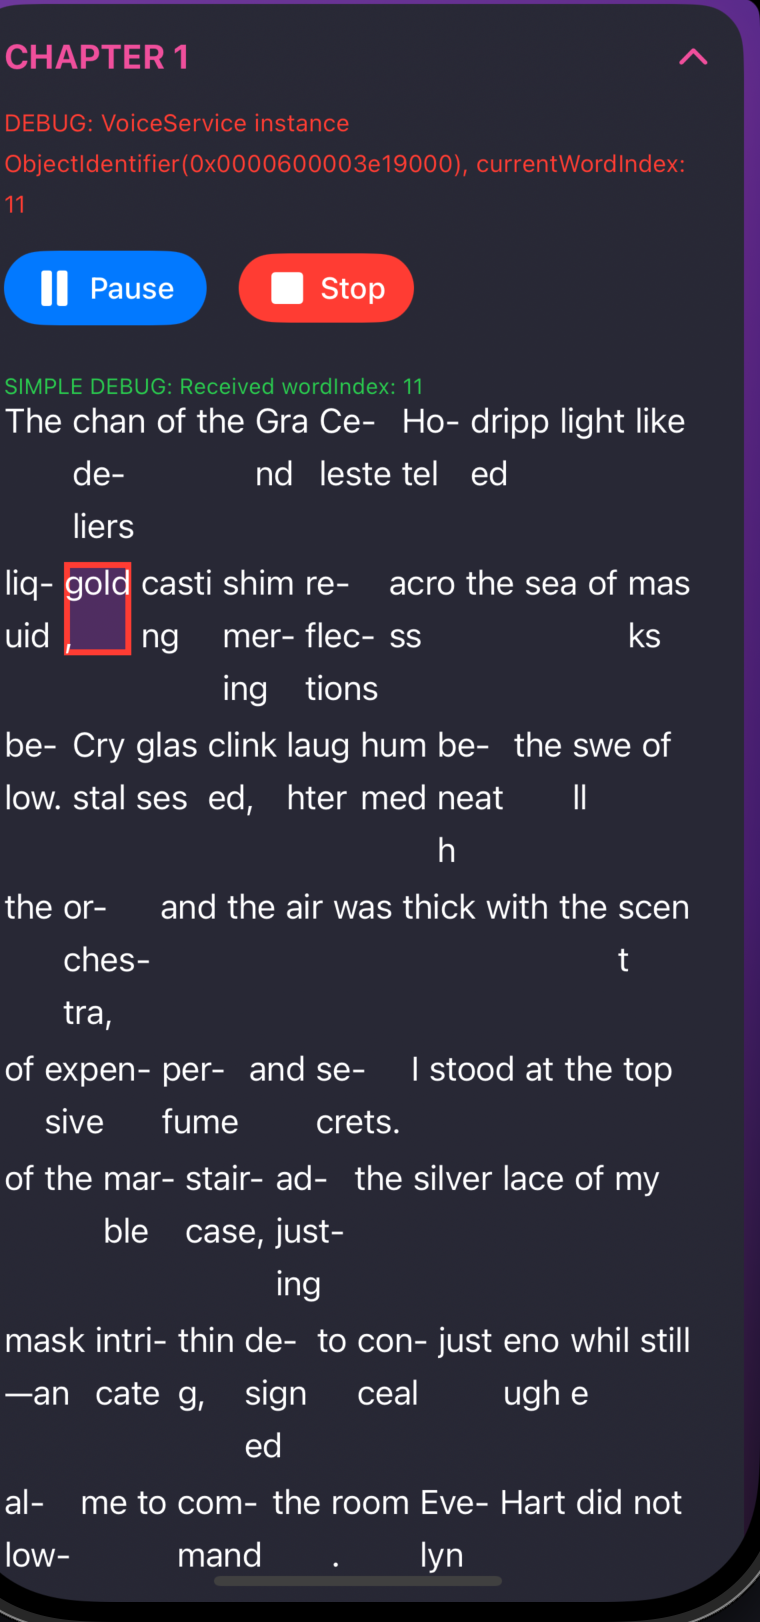 CHAPTER 1
DEBUG: VoiceService instance
ObjectIdentifier(0x0000600003e19000), currentWordIndex:
11
Pause Stop
SIMPLE DEBUG: Received wordIndex: 11
The chan of the Gra Ce- Ho- dripp light like
de- nd leste tel ed
liers
liq- gold casti shim re- acro the sea of mas
uid , ng mer- flec- ss ks
ing tions
be- Cry glas clink laug hum be- the swe of
low. stal ses ed, hter med neat ll
h
the or- and the air was thick with the scen
ches- t
tra,
of expen- per- and se- I stood at the top
sive fume crets.
of the mar- stair- ad- the silver lace of my
ble case, just-
ing
mask intri- thin de- to con- just eno whil still
—an cate g, sign ceal ugh e
ed
al- me to com- the room Eve- Hart did not
low- mand . lyn